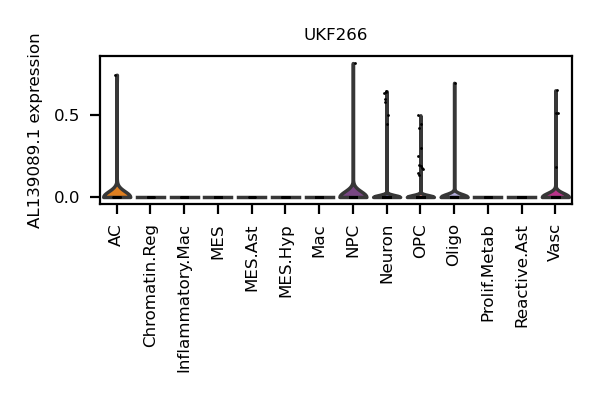 UKF266
AL139089.1 expression
0.5
0.0
AC
Chromatin.Reg
Inflammatory.Mac
MES
MES.Ast
MES.Hyp
Mac
NPC
Neuron
OPC
Oligo
Prolif.Metab
Reactive.Ast
Vasc